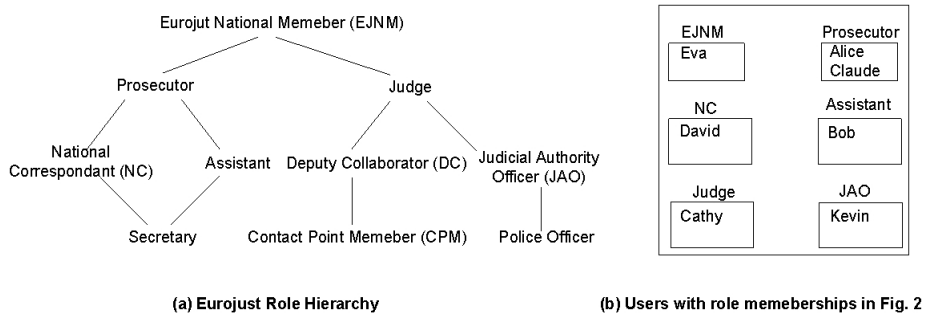 Eurojut National Memeber (EJNM)
Prosecutor
Judge
National
Correspondant (NC)
Assistant
Deputy Collaborator (DC)
Judicial Authority
Officer (JAO)
Secretary
Contact Point Memeber (CPM)
Police Officer
(a) Eurojust Role Hierarchy
EJNM
Eva
Prosecutor
Alice
Claude
NC
David
Assistant
Bob
Judge
Cathy
JAO
Kevin
(b) Users with role memeberships in Fig. 2